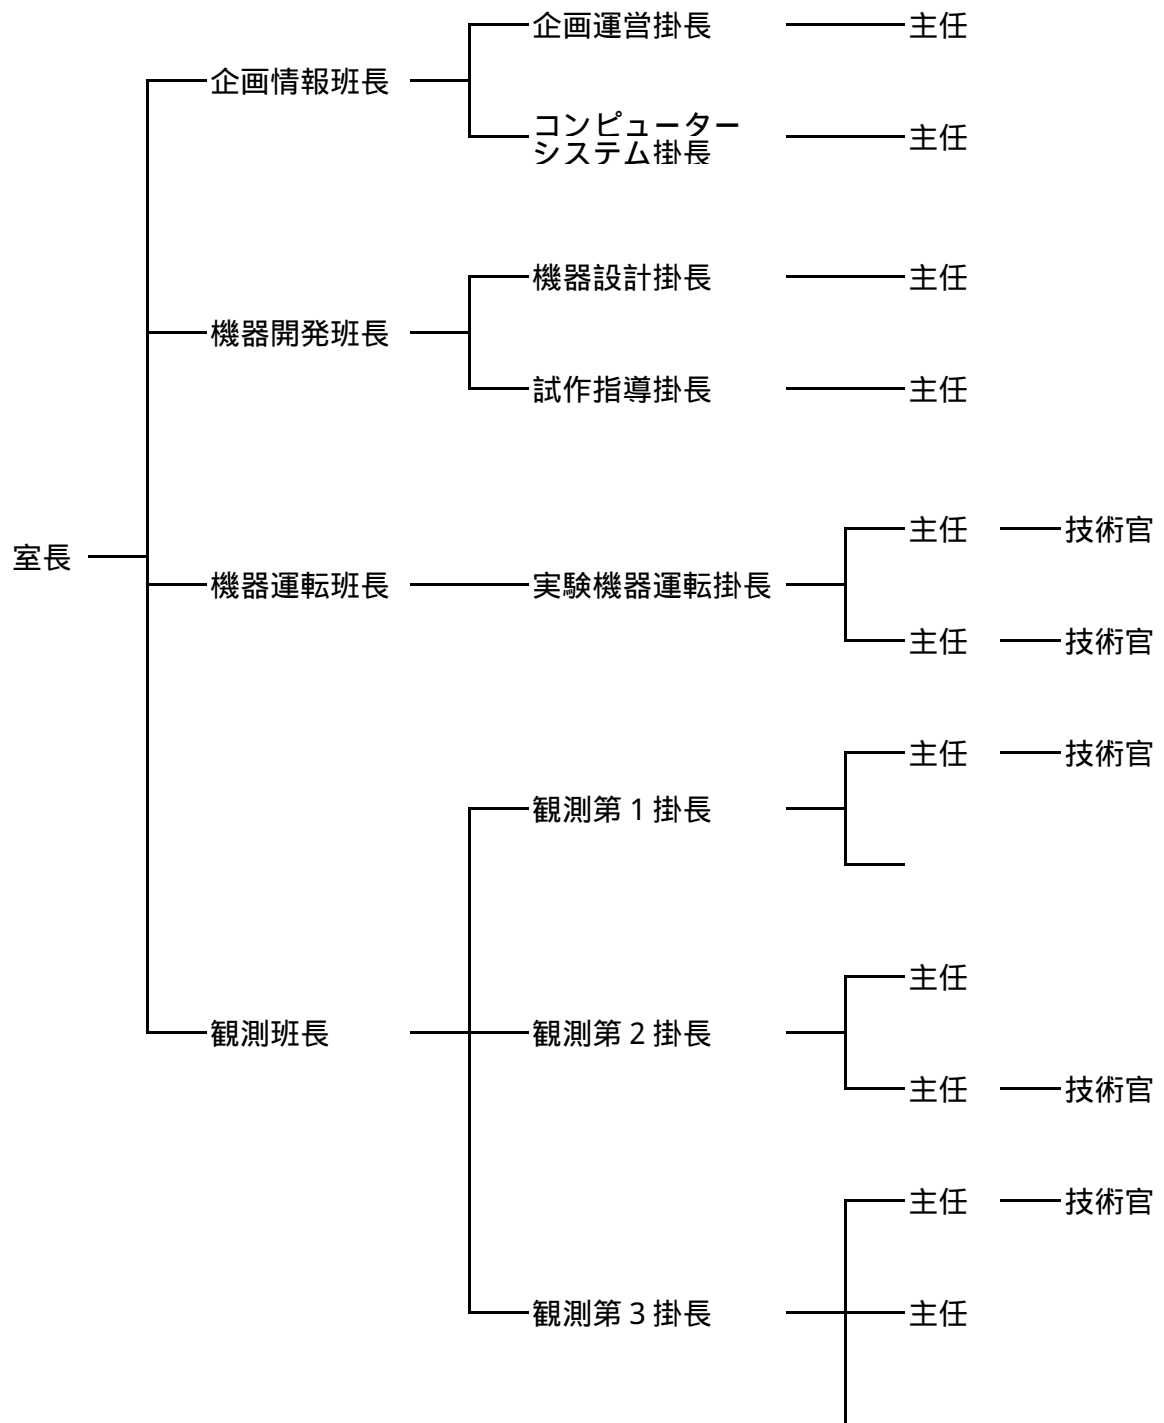 企画運営掛長 主任
企画情報班長
コンピューター
システム掛長 主任
機器設計掛長 主任
機器開発班長
試作指導掛長 主任
主任 技術官
室長
機器運転班長 実験機器運転掛長
主任 技術官
主任 技術官
観測第1掛長
主任
観測班長 観測第2掛長
主任 技術官
主任 技術官
観測第3掛長 主任